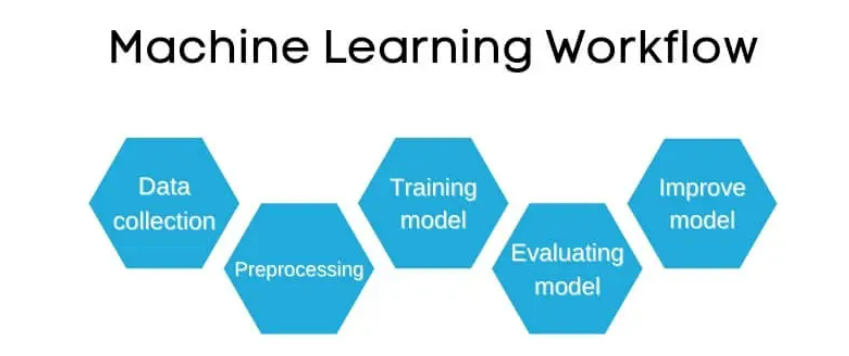 Machine Learning Workflow
Data
collection
Preprocessing
Training
model
Evaluating
model
Improve
model